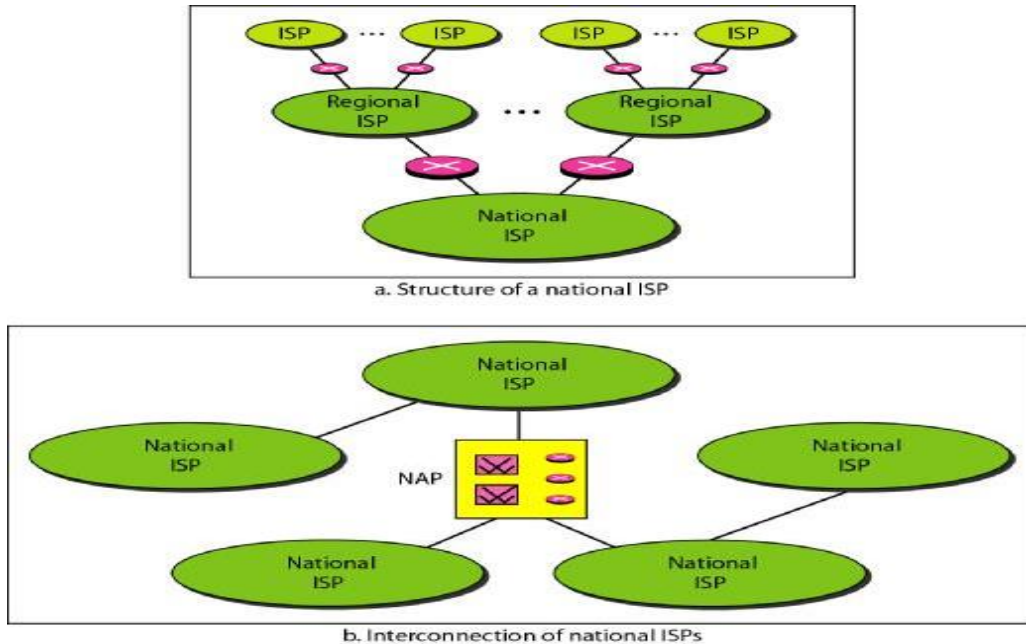 ISP
...
ISP
ISP
...
ISP
Regional
ISP
...
Regional
ISP
National
ISP
a. Structure of a national ISP
National
ISP
National
ISP
National
ISP
NAP
National
ISP
National
ISP
b. Interconnection of national ISPs